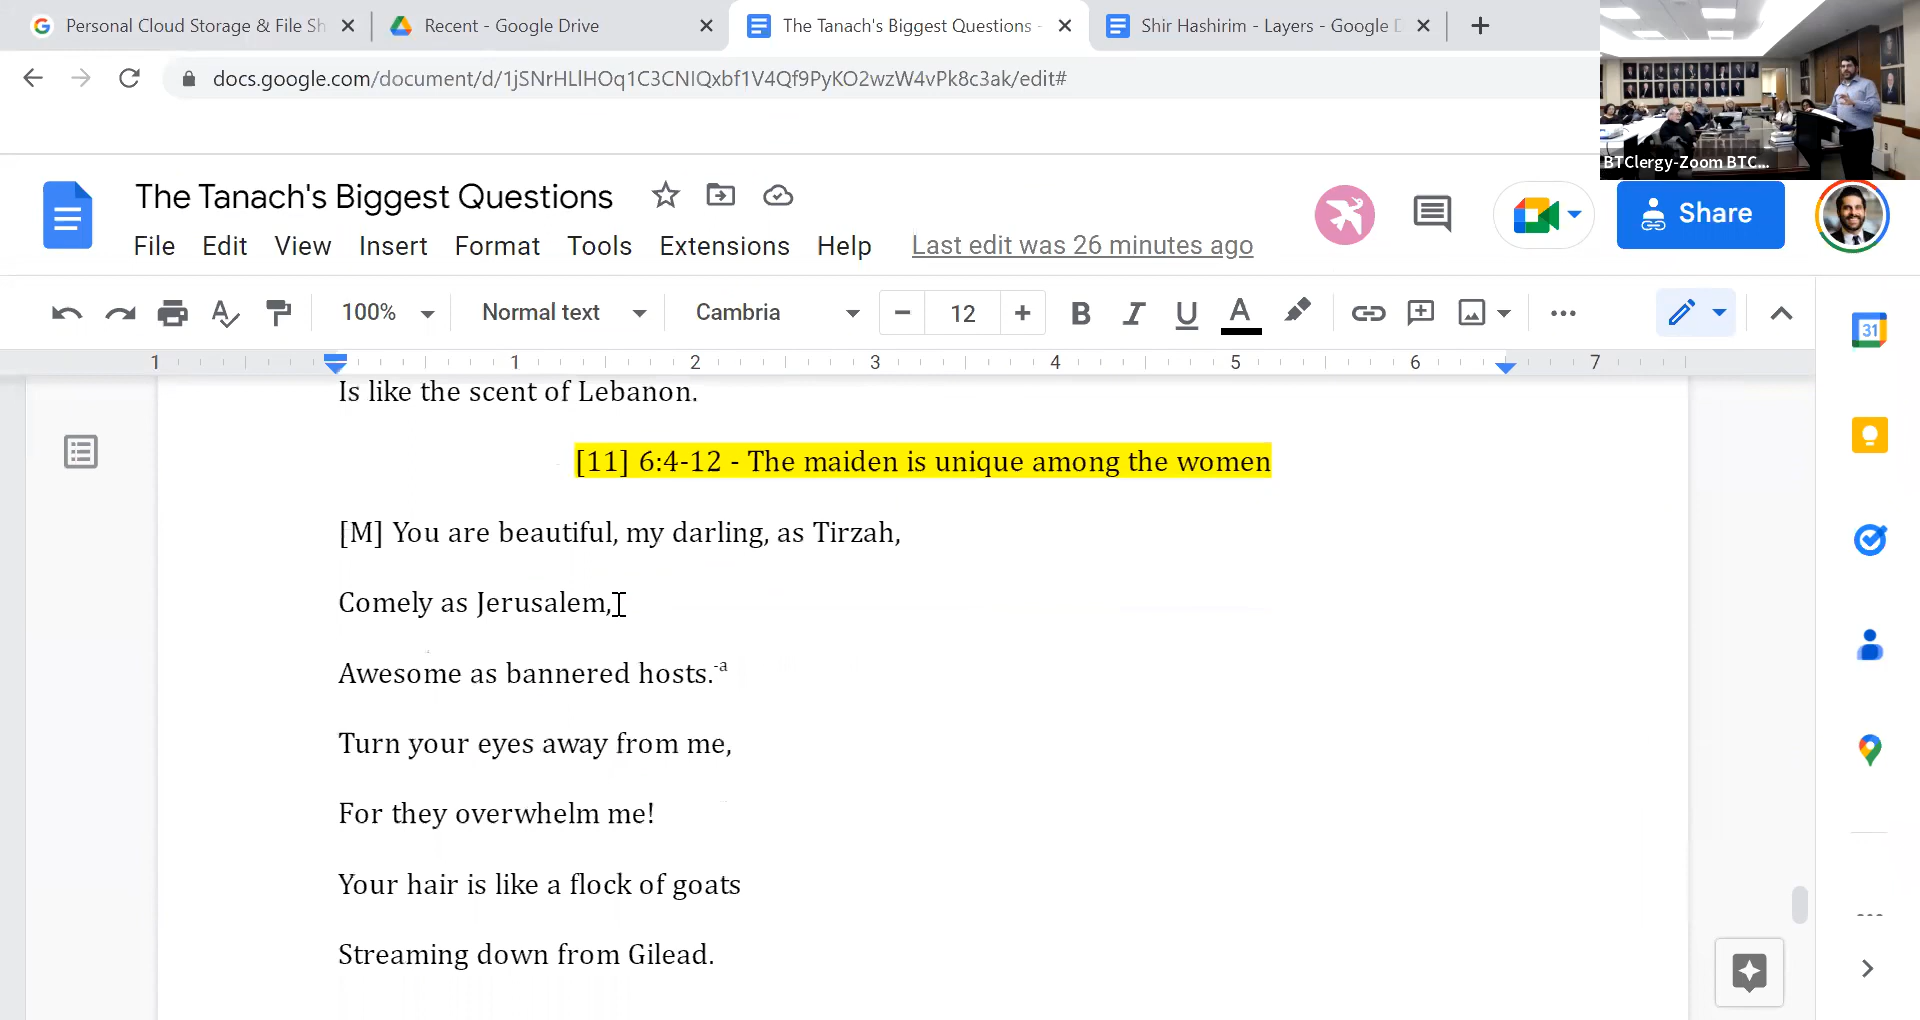 Personal Cloud Storage & File Sh
Recent - Google Drive
The Tanach's Biggest Questions -
Shir Hashirim - Layers - Google D
docs.google.com/document/d/1jSNrHLlHOq1C3CNIQxbf1V4Qf9PyKO2wzW4vPk8c3ak/edit#
BTClergy-Zoom BTC...
The Tanach's Biggest Questions
Share
File Edit View Insert Format Tools Extensions Help Last edit was 26 minutes ago
100% Normal text Cambria 12 B I U A
1 1 2 3 4 5 6 7
31
Is like the scent of Lebanon.
[11] 6:4-12 - The maiden is unique among the women
[M] You are beautiful, my darling, as Tirzah,
Comely as Jerusalem,
Awesome as bannered hosts.-a
Turn your eyes away from me,
For they overwhelm me!
Your hair is like a flock of goats
Streaming down from Gilead.